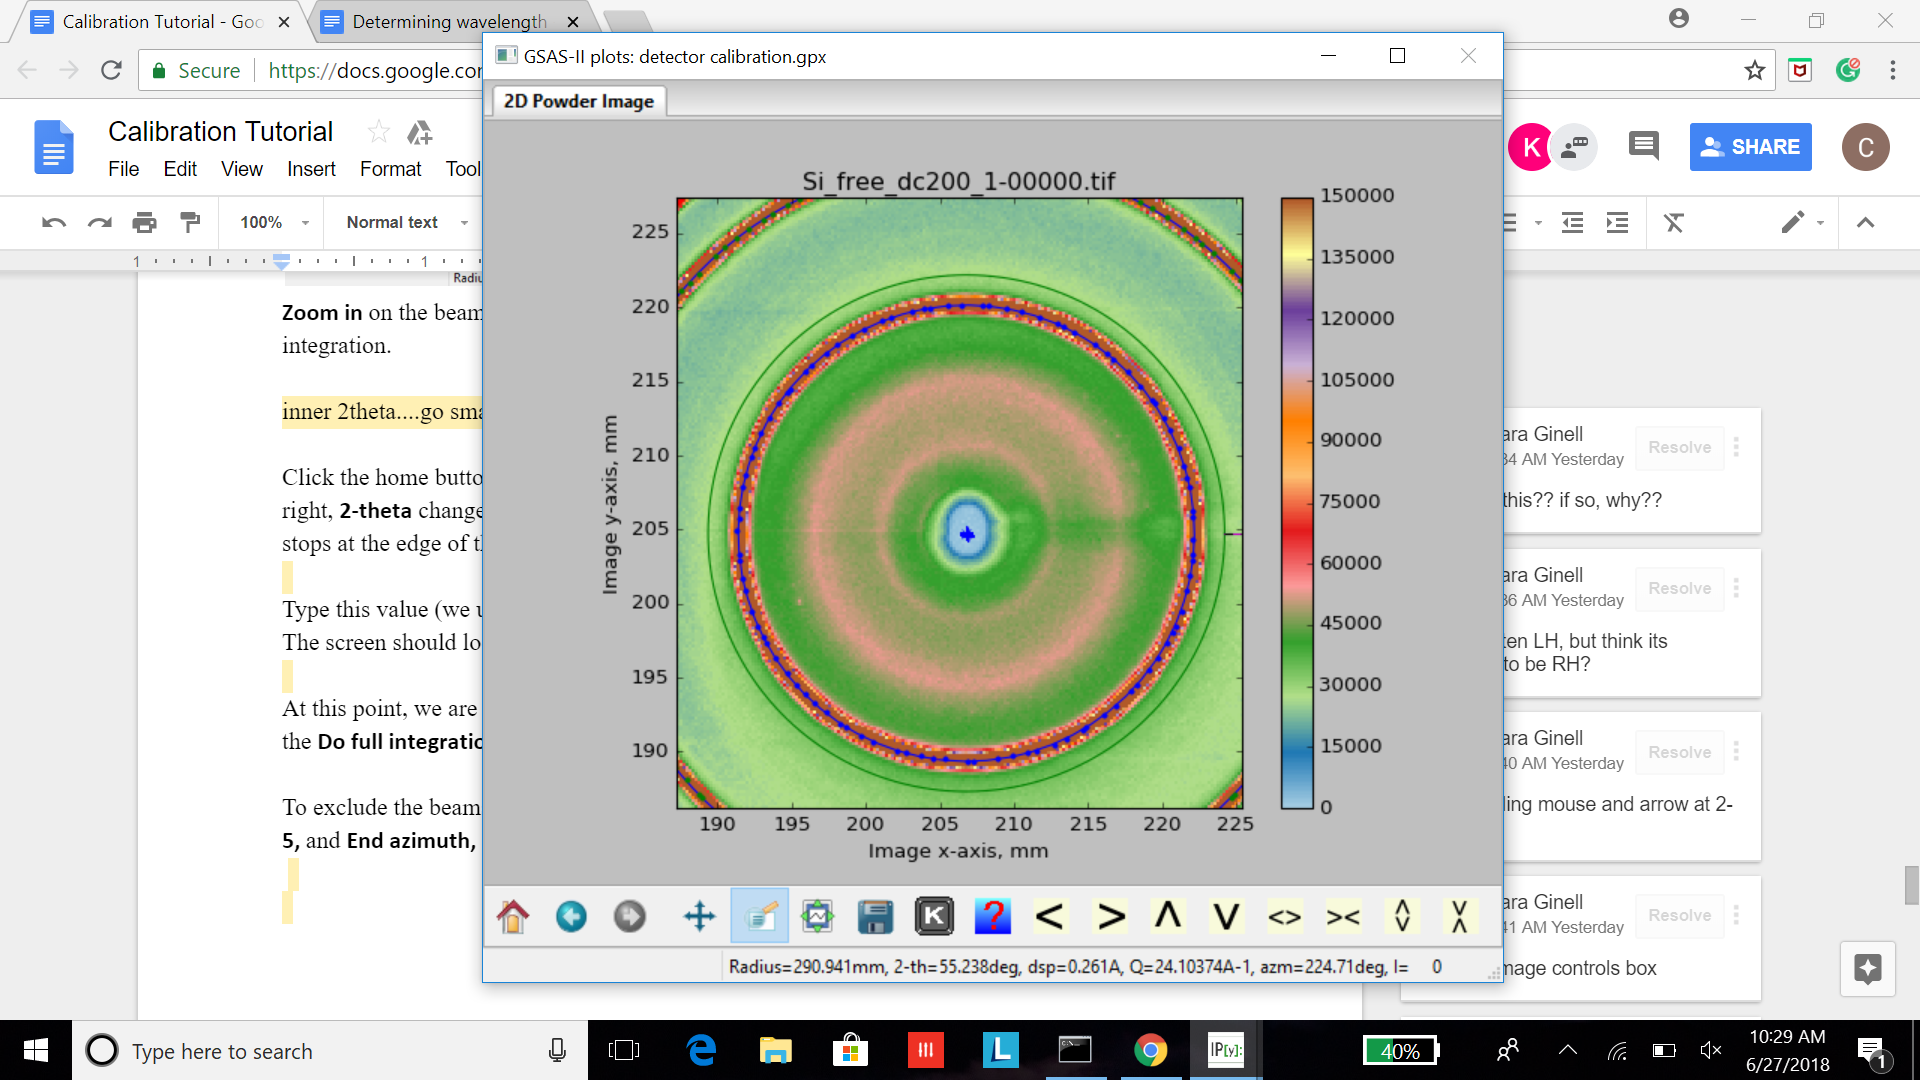 Calibration Tutorial - Goo
Determining wavelength
Secure
https://docs.google.com
GSAS-II plots: detector calibration.gpx
2D Powder Image
Calibration Tutorial
File Edit View Insert Format Tool
K
SHARE
C
100%
Normal text
1 1
Radiu
Zoom in on the beam
integration.
inner 2theta....go sma
Click the home butto
right, 2-theta change
stops at the edge of t
Type this value (we u
The screen should lo
At this point, we are
the Do full integratio
To exclude the beam
5, and End azimuth,
Si_free_dc200_1-00000.tif
Image y-axis, mm
225
220
215
210
205
200
195
190
190 195 200 205 210 215 220 225
Image x-axis, mm
150000
135000
120000
105000
90000
75000
60000
45000
30000
15000
0
K ? < > Λ V <> ><
Radius=290.941mm, 2-th=55.238deg, dsp=0.261A, Q=24.10374A-1, azm=224.71deg, I= 0
ara Ginell
34 AM Yesterday
Resolve
this?? if so, why??
ara Ginell
36 AM Yesterday
Resolve
ten LH, but think its
to be RH?
ara Ginell
40 AM Yesterday
Resolve
ling mouse and arrow at 2-
ara Ginell
41 AM Yesterday
Resolve
mage controls box
Type here to search
L
C:\
IP[y]:
40%
10:29 AM
6/27/2018
1